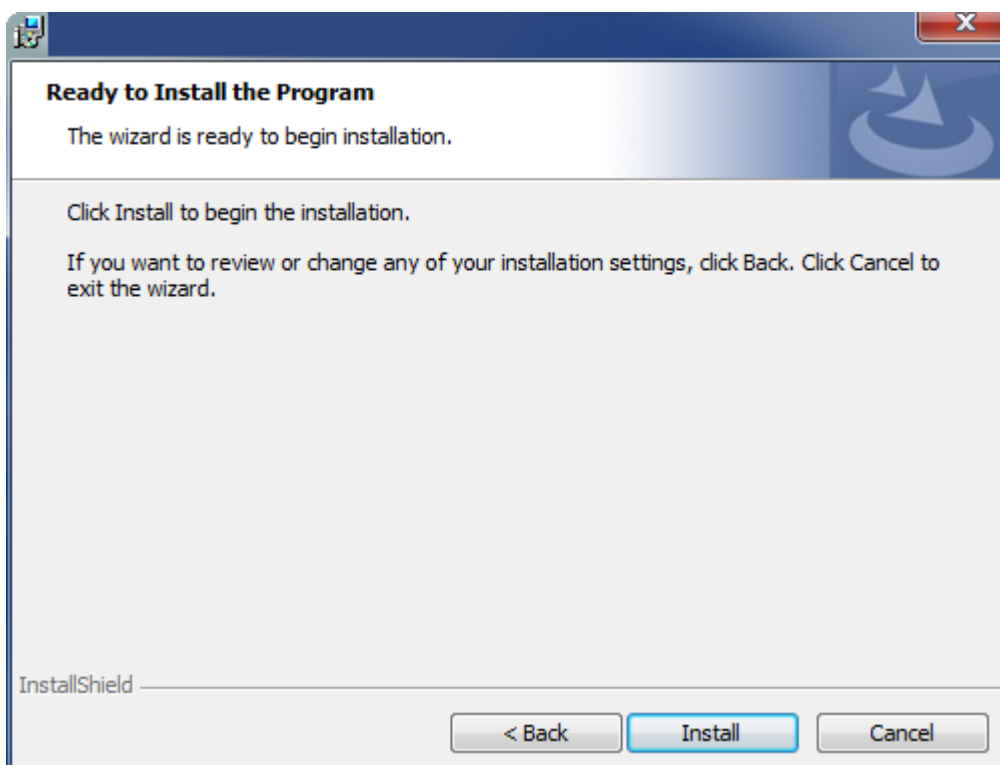 Ready to Install the Program
The wizard is ready to begin installation.
Click Install to begin the installation.
If you want to review or change any of your installation settings, click Back. Click Cancel to
exit the wizard.
InstallShield
< Back Install Cancel